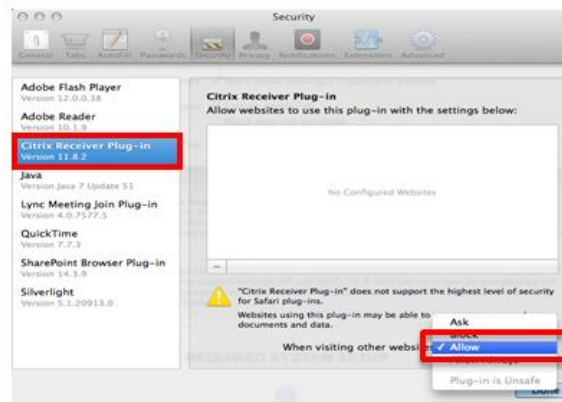 Security
General Tabs AutoFill Passwords Security Privacy Notifications Extensions Advanced
Adobe Flash Player
Version 12.0.0.38
Adobe Reader
Version 10.1.9
Citrix Receiver Plug-in
Version 11.8.2
Java
Version Java 7 Update 51
Lync Meeting Join Plug-in
Version 4.0.7577.5
QuickTime
Version 7.7.3
SharePoint Browser Plug-in
Version 14.3.9
Silverlight
Version 5.1.20913.0
Citrix Receiver Plug-in
Allow websites to use this plug-in with the settings below:
No Configured Websites
"Citrix Receiver Plug-in" does not support the highest level of security
for Safari plug-ins.
Websites using this plug-in may be able to
documents and data.
When visiting other websites
Ask
Block
✓ Allow
Plug-in is Unsafe
Done
REQUIRED SYSTEM SETUP